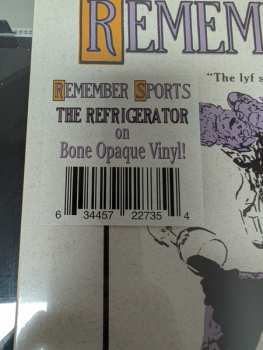 REMEM
"The lyf s
REMEMBER SPORTS
THE REFRIGERATOR
on
Bone Opaque Vinyl!
6 34457 22735 4